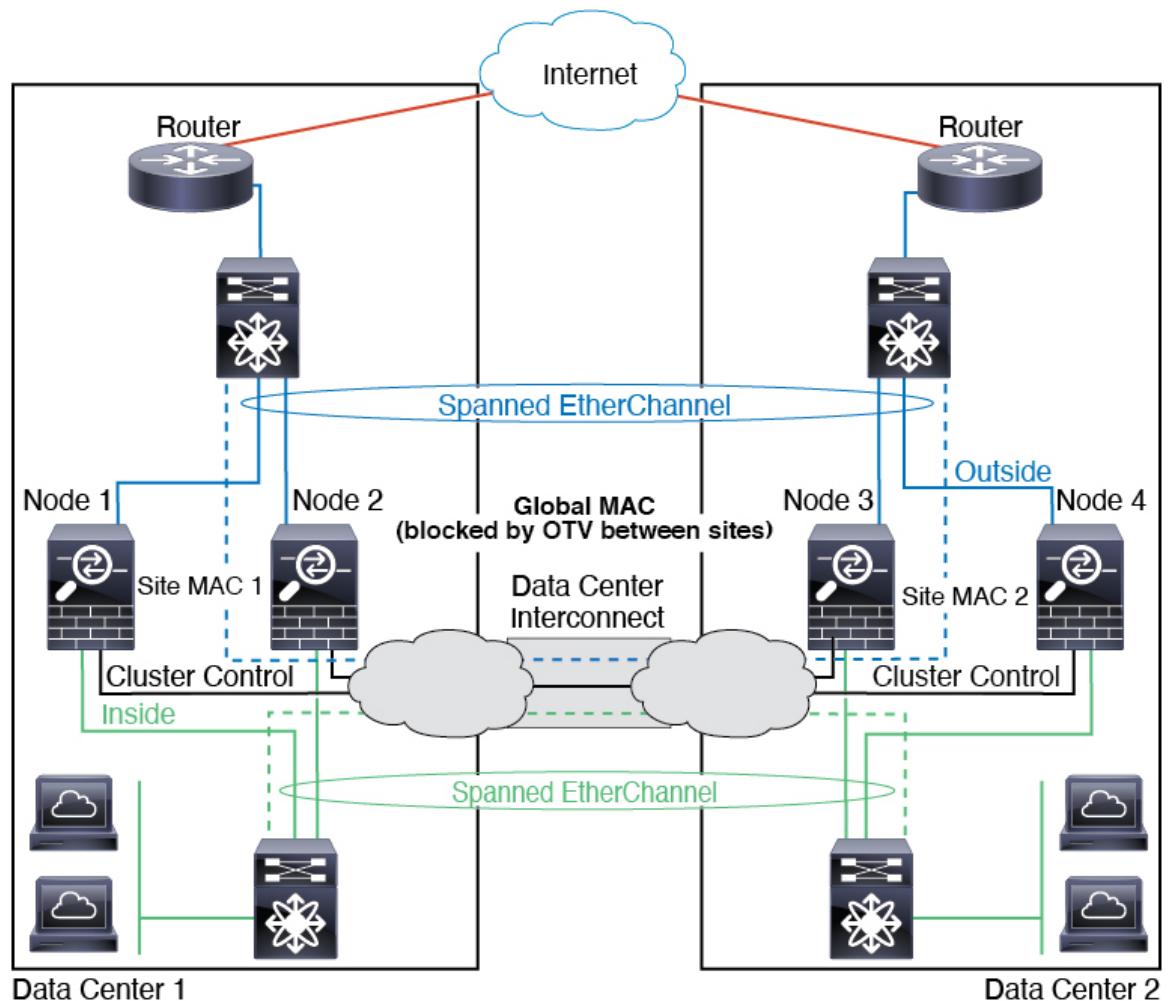 Internet
Router
Router
Spanned EtherChannel
Outside
Node 1
Node 2
Global MAC
(blocked by OTV between sites)
Node 3
Node 4
Site MAC 1
Data Center
Interconnect
Site MAC 2
Cluster Control
Cluster Control
Inside
Spanned EtherChannel
Data Center 1
Data Center 2